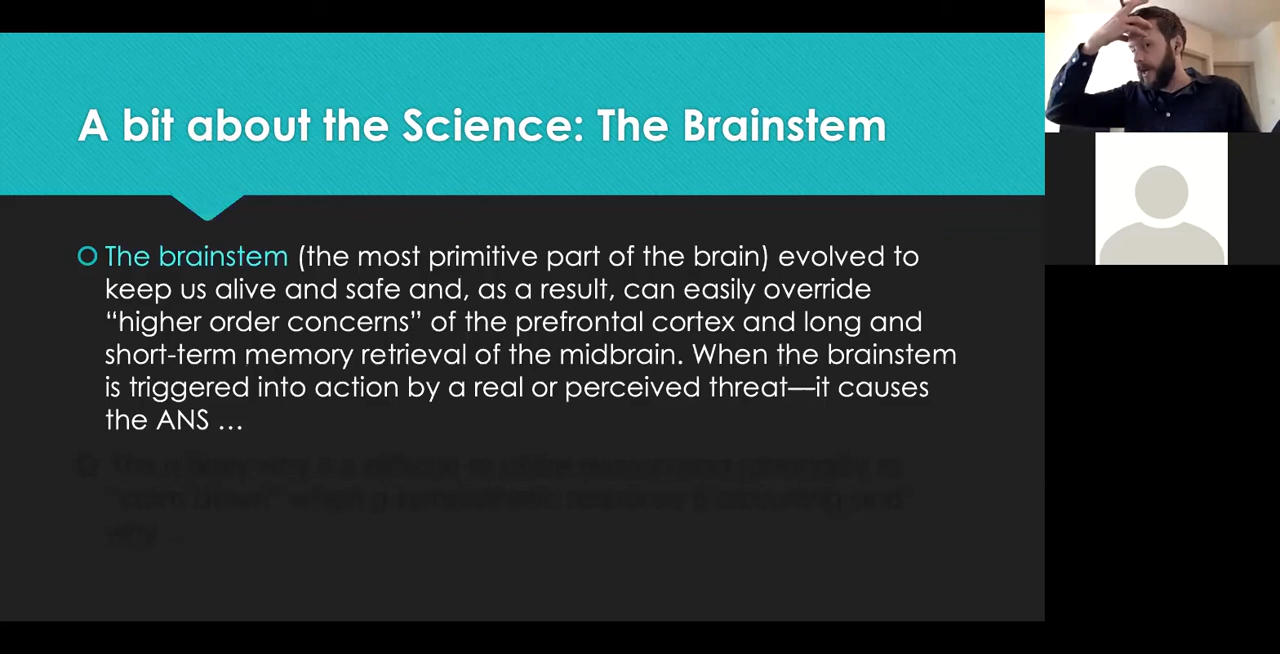 A bit about the Science: The Brainstem
The brainstem (the most primitive part of the brain) evolved to
keep us alive and safe and, as a result, can easily override
“higher order concerns” of the prefrontal cortex and long and
short-term memory retrieval of the midbrain. When the brainstem
is triggered into action by a real or perceived threat—it causes
the ANS …